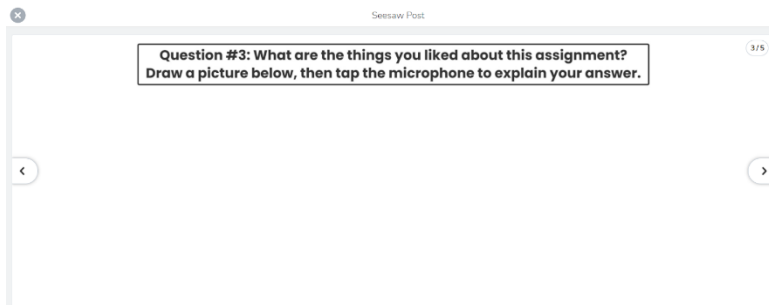 Seesaw Post
Question #3: What are the things you liked about this assignment?
3/5
Draw a picture below, then tap the microphone to explain your answer.